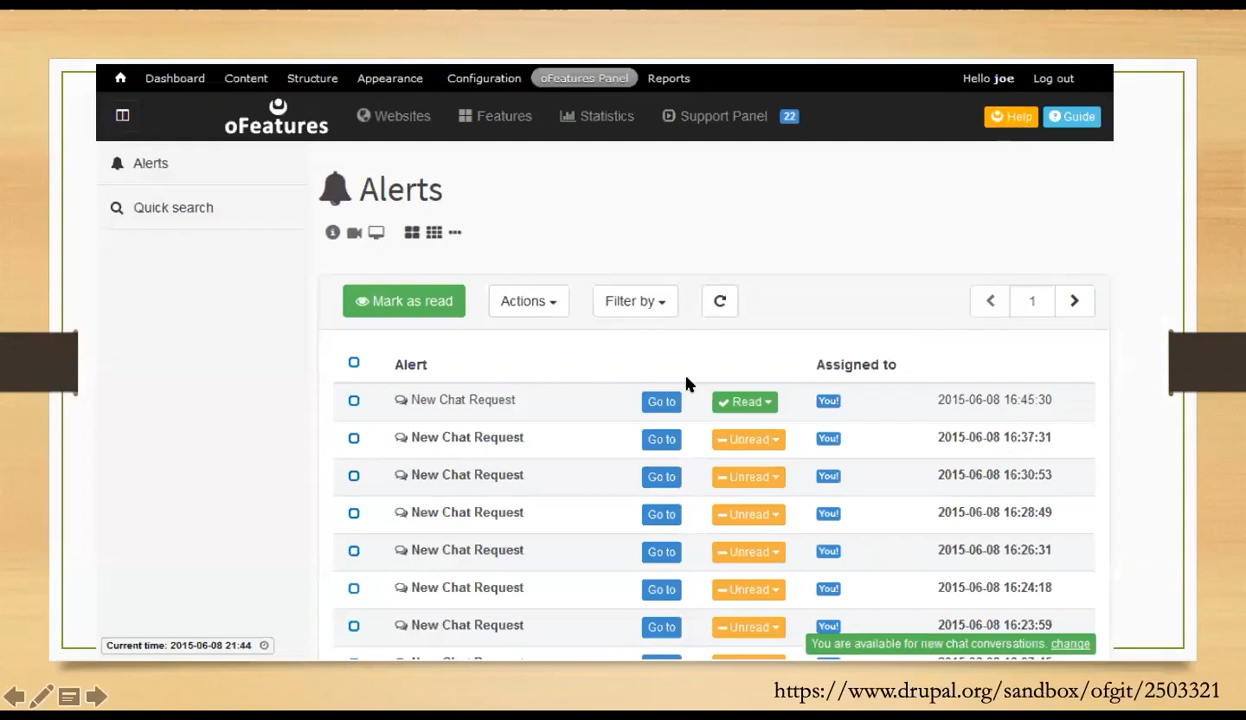 Dashboard Content Structure Appearance Configuration oFeatures Panel Reports Hello joe Log out
oFeatures Websites Features Statistics Support Panel 22 Help Guide
Alerts
Quick search
Alerts
Mark as read Actions Filter by 1
Alert Assigned to
New Chat Request Go to Read You! 2015-06-08 16:45:30
New Chat Request Go to Unread You! 2015-06-08 16:37:31
New Chat Request Go to Unread You! 2015-06-08 16:30:53
New Chat Request Go to Unread You! 2015-06-08 16:28:49
New Chat Request Go to Unread You! 2015-06-08 16:26:31
New Chat Request Go to Unread You! 2015-06-08 16:24:18
New Chat Request Go to Unread You! 2015-06-08 16:23:59
You are available for new chat conversations. change
Current time: 2015-06-08 21:44
https://www.drupal.org/sandbox/ofgit/2503321